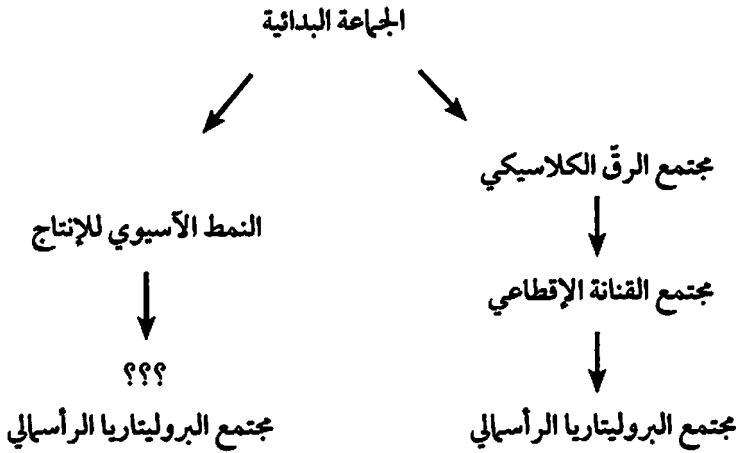 الجماعة البدائية
مجتمع الرقّ الكلاسيكي
النمط الآسيوي للإنتاج
مجتمع القنانة الإقطاعي
؟؟؟
مجتمع البروليتاريا الرأسمالي
مجتمع البروليتاريا الرأسمالي